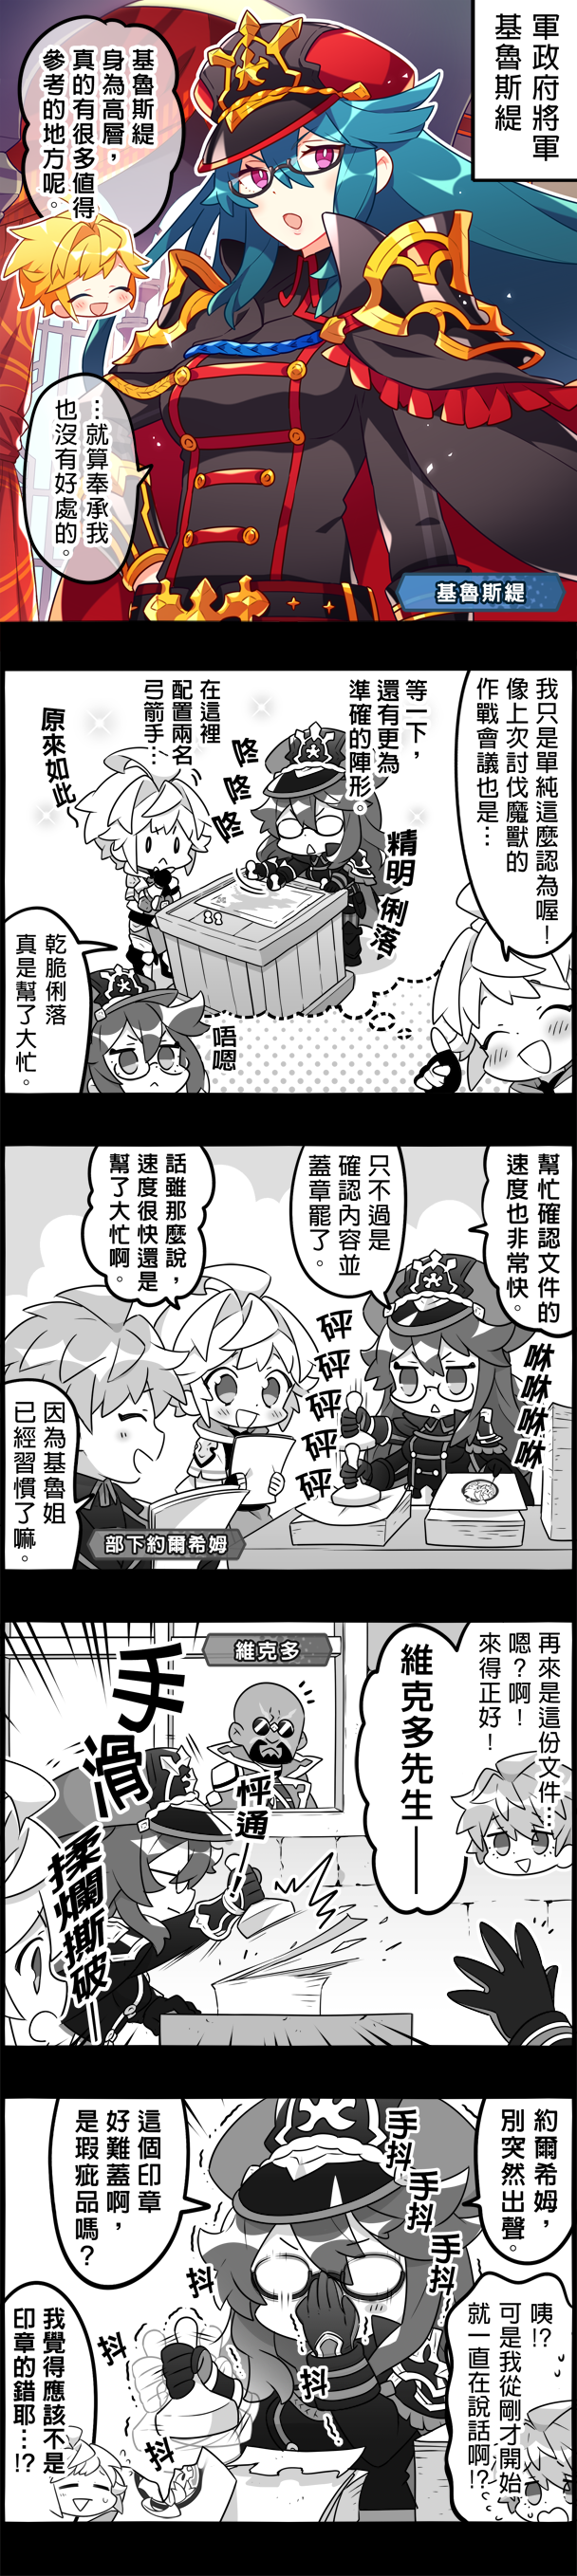 軍政府將軍
基魯斯緹
基魯斯緹
身為高層，
真的有很多值得
參考的地方呢。
…就算奉承我
也沒有好處的。
基魯斯緹
我只是單純這麼認為喔！
像上次討伐魔獸的
作戰會議也是…
等一下，
還有更為
準確的陣形。
在這裡
配置兩名
弓箭手…
原來如此～
咚
咚
咚
精明
俐落
乾脆俐落
真是幫了大忙。
唔嗯
幫忙確認文件的
速度也非常快。
只不過是
確認內容並
蓋章罷了。
話雖那麼說，
速度很快還是
幫了大忙啊。
因為基魯姐
已經習慣了嘛。
砰
砰
砰
砰
咻咻咻咻
部下約爾希姆
再來是這份文件…
嗯？啊！
來得正好！
維克多先生——
維克多
手滑
怦通——
揉爛撕破——
約爾希姆，
別突然出聲。
咦!?
可是我從剛才開始
就一直在說話啊!?
手抖
手抖
手抖
這個印章
好難蓋啊，
是瑕疵品嗎？
抖
抖
抖
抖
我覺得應該不是
印章的錯耶…!?